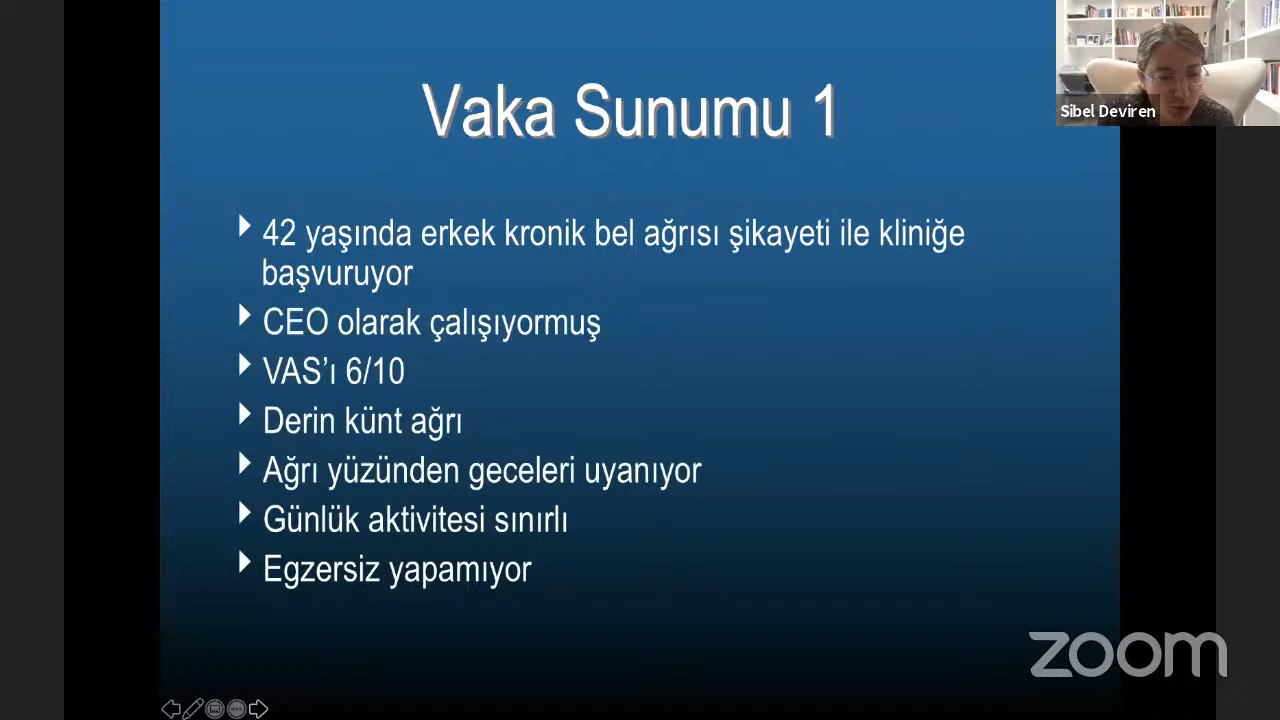 Vaka Sunumu 1
Sibel Deviren
42 yaşında erkek kronik bel ağrısı şikayeti ile kliniğe
başvuruyor
CEO olarak çalışıyormuş
VAS’ı 6/10
Derin künt ağrı
Ağrı yüzünden geceleri uyanıyor
Günlük aktivitesi sınırlı
Egzersiz yapamıyor
zoom